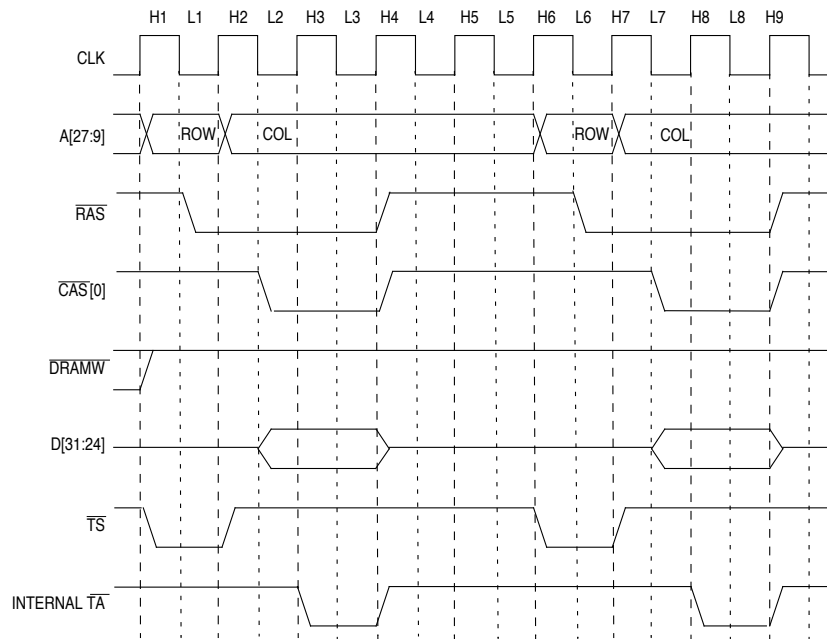 H1 L1 H2 L2 H3 L3 H4 L4 H5 L5 H6 L6 H7 L7 H8 L8 H9
CLK
A[27:9] ROW COL ROW COL
RAS
CAS [0]
DRAMW
D[31:24]
TS
INTERNAL TA